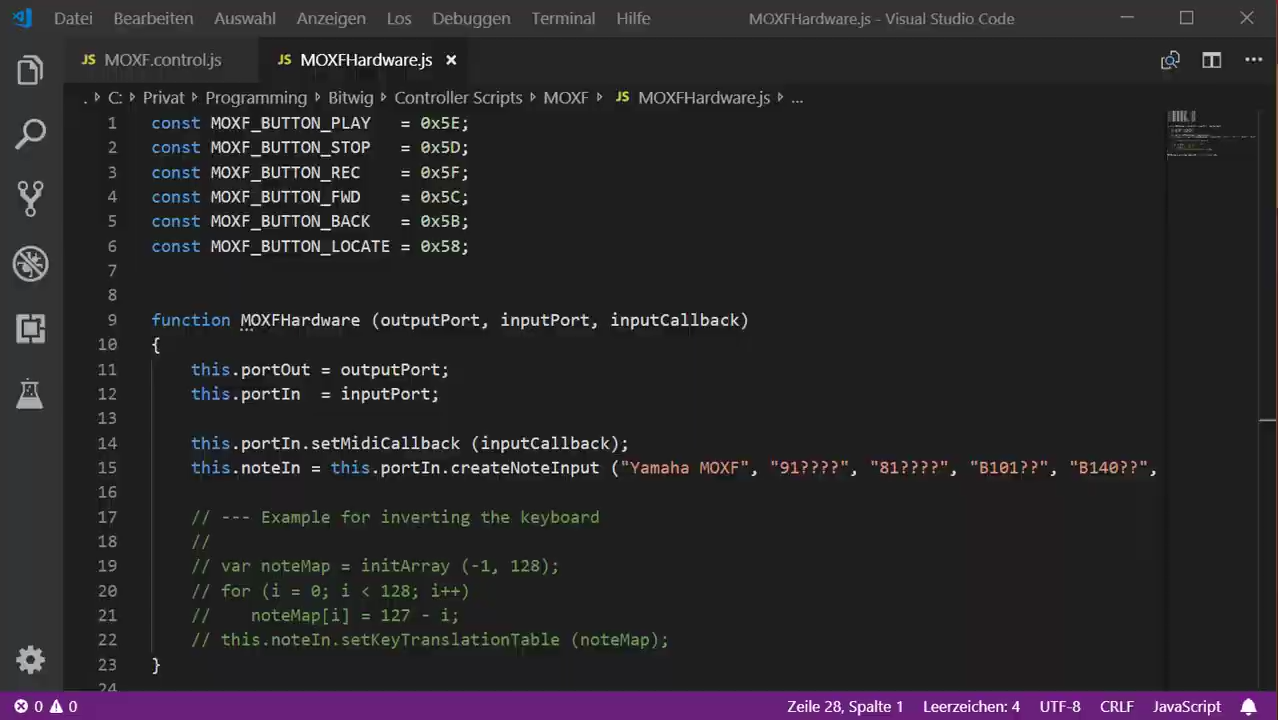 Datei Bearbeiten Auswahl Anzeigen Los Debuggen Terminal Hilfe MOXFHardware.js - Visual Studio Code
JS MOXF.control.js JS MOXFHardware.js
. C: Privat Programming Bitwig Controller Scripts MOXF JS MOXFHardware.js ...
1 const MOXF_BUTTON_PLAY = 0x5E;
2 const MOXF_BUTTON_STOP = 0x5D;
3 const MOXF_BUTTON_REC = 0x5F;
4 const MOXF_BUTTON_FWD = 0x5C;
5 const MOXF_BUTTON_BACK = 0x5B;
6 const MOXF_BUTTON_LOCATE = 0x58;
7
8
9 function MOXFHardware (outputPort, inputPort, inputCallback)
10 {
11 this.portOut = outputPort;
12 this.portIn = inputPort;
13
14 this.portIn.setMidiCallback (inputCallback);
15 this.noteIn = this.portIn.createNoteInput ("Yamaha MOXF", "91????", "81????", "B101??", "B140??",
16
17 // --- Example for inverting the keyboard
18 //
19 // var noteMap = initArray (-1, 128);
20 // for (i = 0; i < 128; i++)
21 // noteMap[i] = 127 - i;
22 // this.noteIn.setKeyTranslationTable (noteMap);
23 }
24
0 0 Zeile 28, Spalte 1 Leerzeichen: 4 UTF-8 CRLF JavaScript